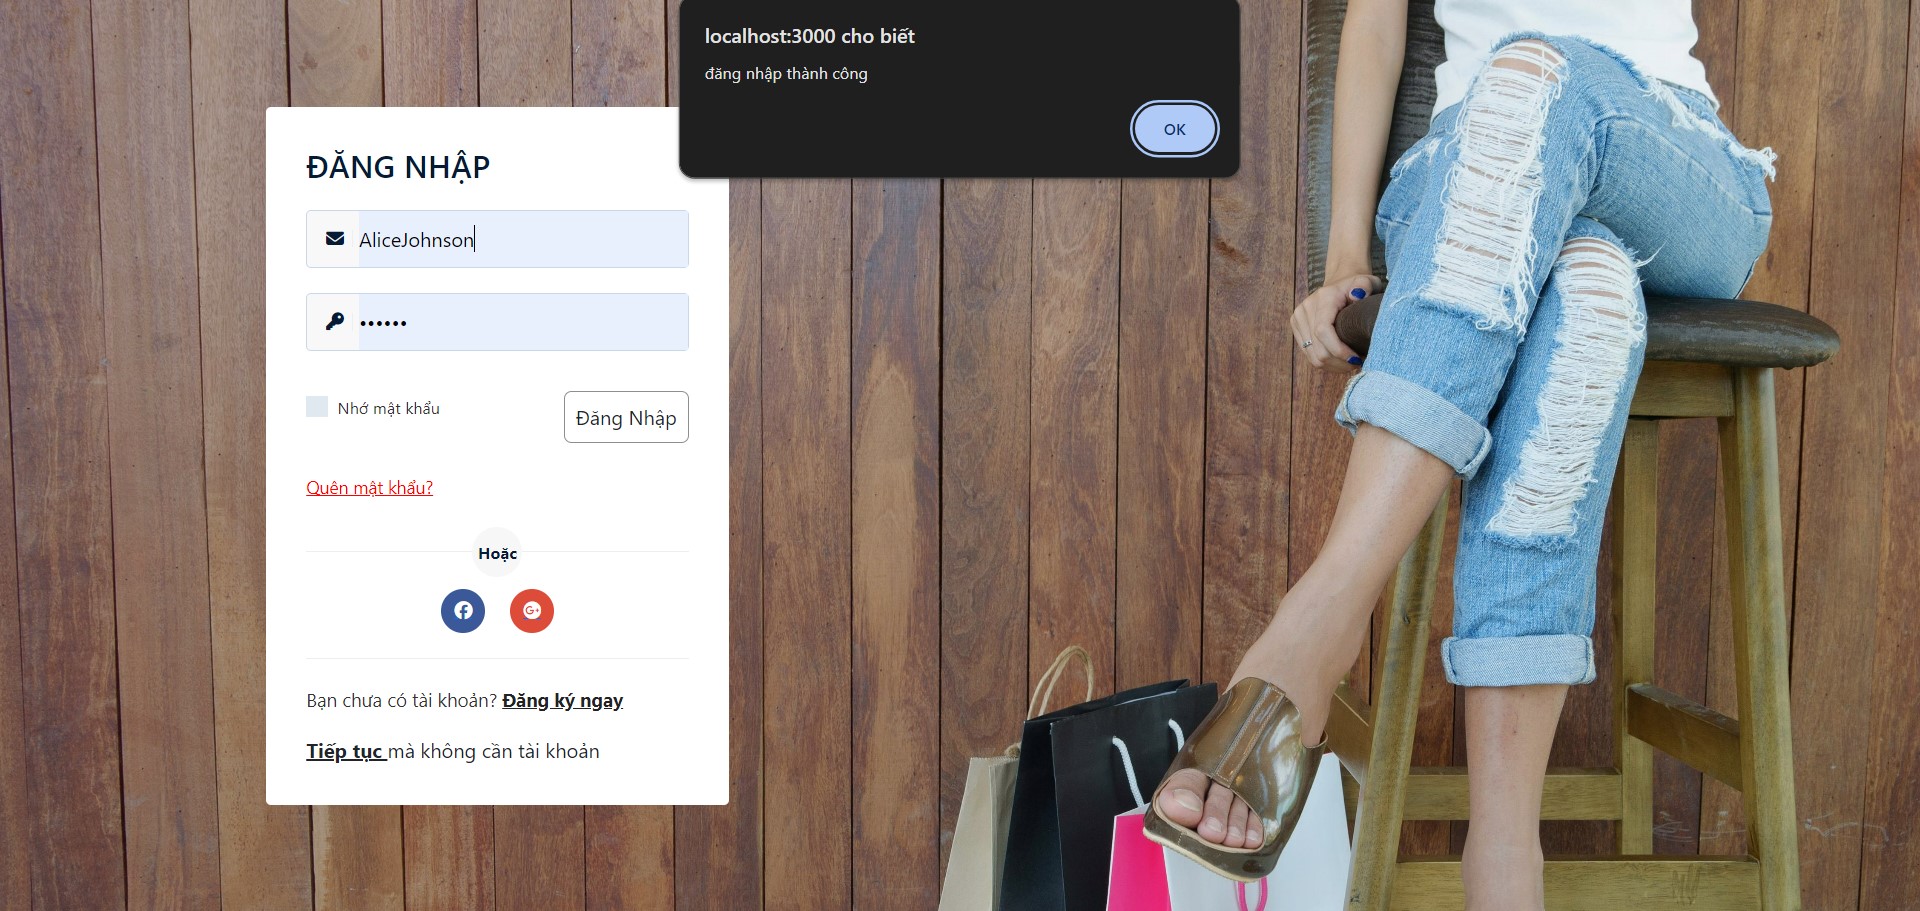 localhost:3000 cho biết
đăng nhập thành công
OK
ĐĂNG NHẬP
AliceJohnson
••••••
Nhớ mật khẩu
Đăng Nhập
Quên mật khẩu?
Hoặc
G+
Bạn chưa có tài khoản? Đăng ký ngay
Tiếp tục mà không cần tài khoản